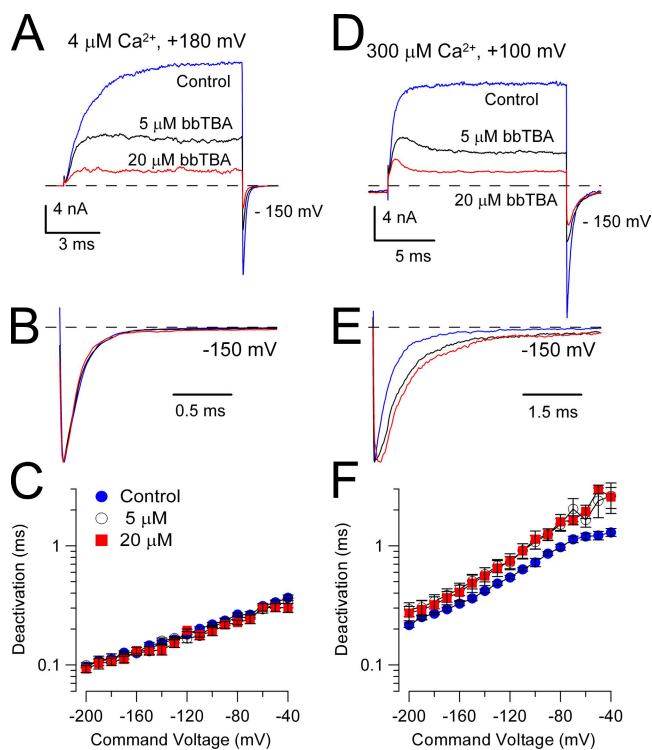 A
4 μM Ca²⁺, +180 mV
Control
5 μM bbTBA
20 μM bbTBA
4 nA
3 ms
- 150 mV
D
300 μM Ca²⁺, +100 mV
Control
5 μM bbTBA
20 μM bbTBA
4 nA
5 ms
- 150 mV
B
-150 mV
0.5 ms
E
-150 mV
1.5 ms
C
Control
5 μM
20 μM
Deactivation (ms)
1
0.1
-200 -160 -120 -80 -40
Command Voltage (mV)
F
Deactivation (ms)
1
0.1
-200 -160 -120 -80 -40
Command Voltage (mV)